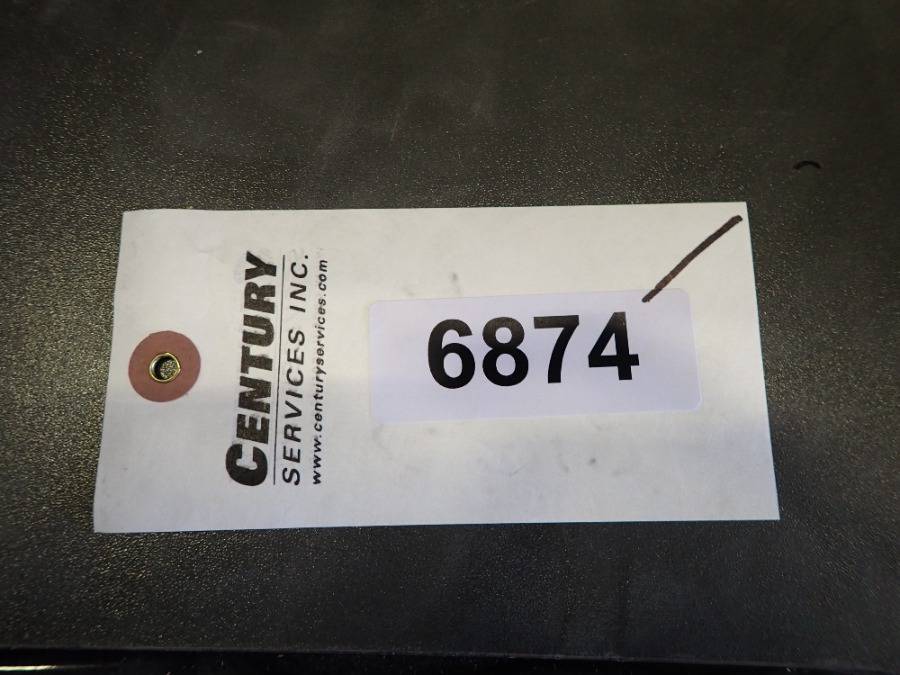 CENTURY
SERVICES INC.
www.centuryservices.com
6874